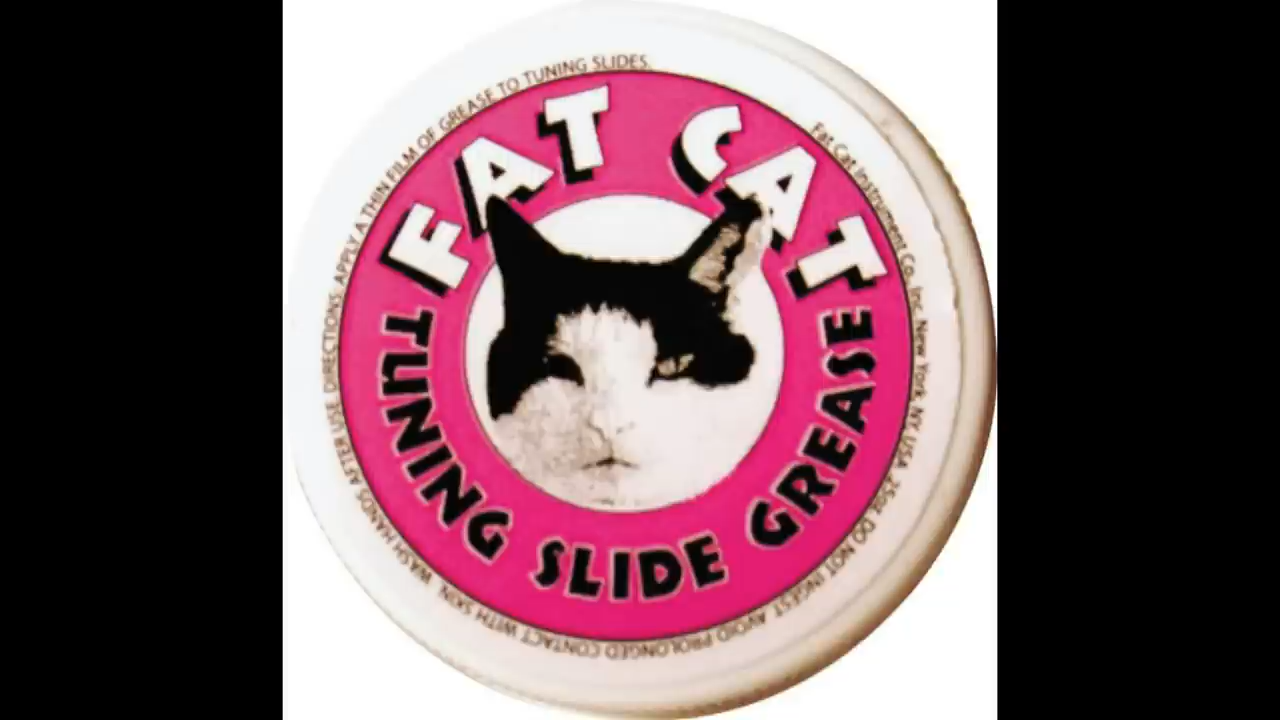 FAT CAT
TUNING SLIDE GREASE
DIRECTIONS: APPLY A THIN FILM OF GREASE TO TUNING SLIDES.
Fat Cat Instrument Co., Inc. New York, NY, USA .25oz DO NOT INGEST. AVOID PROLONGED CONTACT WITH SKIN. WASH HANDS AFTER USE.